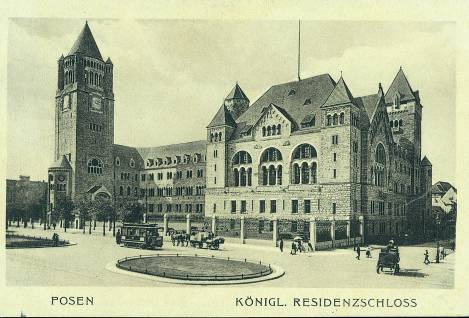 POSEN KÖNIGL. RESIDENZSCHLOSS